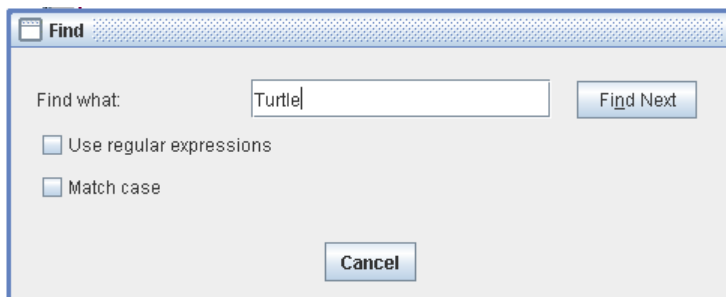 Find
Find what: Turtle Find Next
Use regular expressions
Match case
Cancel